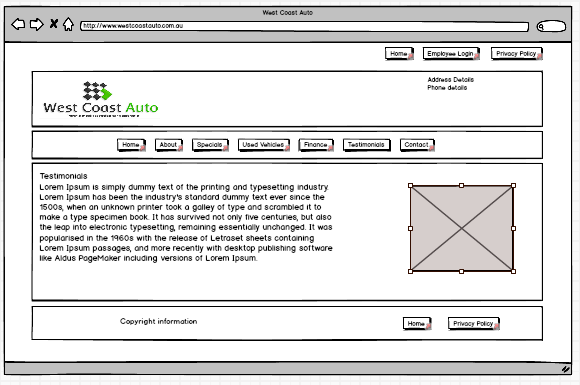 West Coast Auto
http://www.westcoastauto.com.au
Home Employee Login Privacy Policy
Address Details
Phone details
West Coast Auto
Home About Specials Used Vehicles Finance Testimonials Contact
Testimonials
Lorem Ipsum is simply dummy text of the printing and typesetting industry.
Lorem Ipsum has been the industry's standard dummy text ever since the
1500s, when an unknown printer took a galley of type and scrambled it to
make a type specimen book. It has survived not only five centuries, but also
the leap into electronic typesetting, remaining essentially unchanged. It was
popularised in the 1960s with the release of Letraset sheets containing
Lorem Ipsum passages, and more recently with desktop publishing software
like Aldus PageMaker including versions of Lorem Ipsum.
Copyright information
Home Privacy Policy